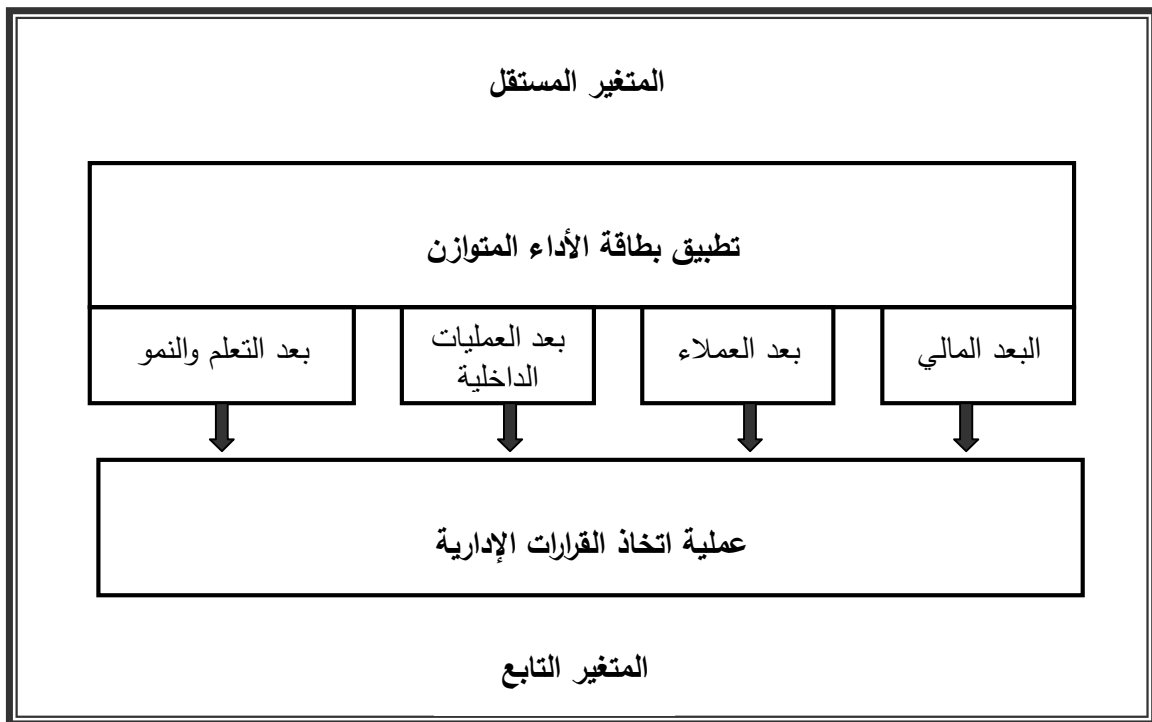 المتغير المستقل
تطبيق بطاقة الأداء المتوازن
البعد المالي
بعد العملاء
بعد العمليات
الداخلية
بعد التعلم والنمو
عملية اتخاذ القرارات الإدارية
المتغير التابع